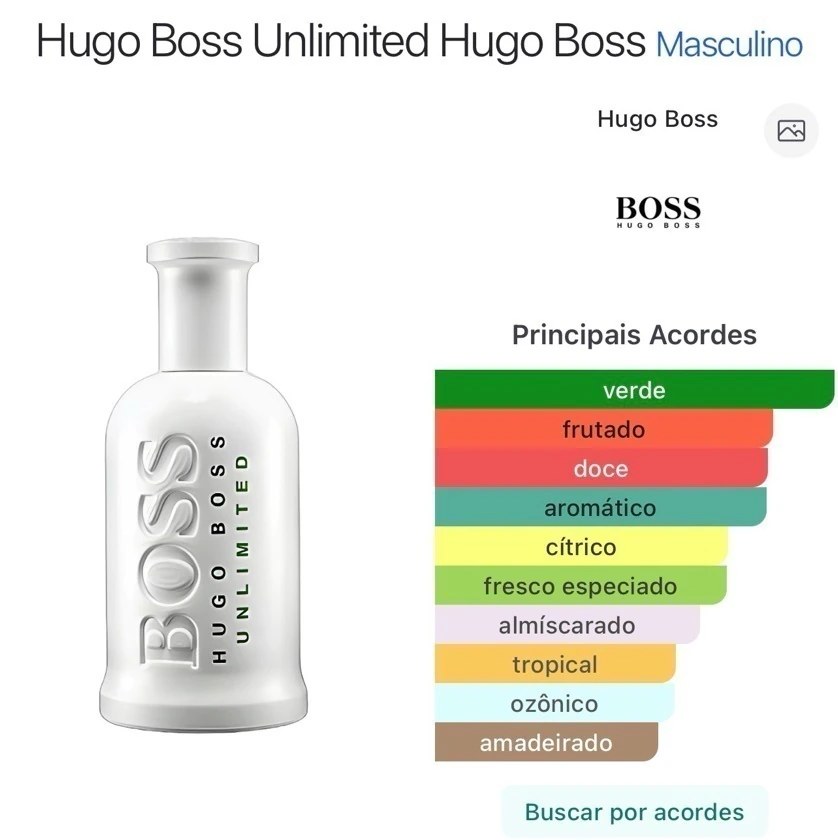 Hugo Boss Unlimited Hugo Boss Masculino
Hugo Boss
BOSS
HUGO BOSS
Principais Acordes
verde
frutado
doce
aromático
cítrico
fresco especiado
almíscarado
tropical
ozônico
amadeirado
Buscar por acordes
BOSS
HUGO BOSS
UNLIMITED